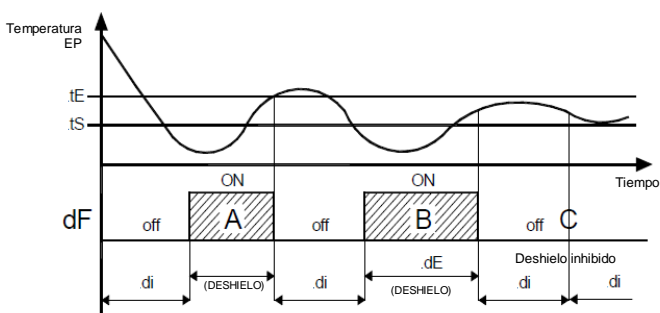 Temperatura
EP
.tE
.tS
Tiempo
ON
ON
dF
off
A
off
B
off
C
.di
(DESHIELO)
.di
.dE
(DESHIELO)
Deshielo inhibido
.di
.di